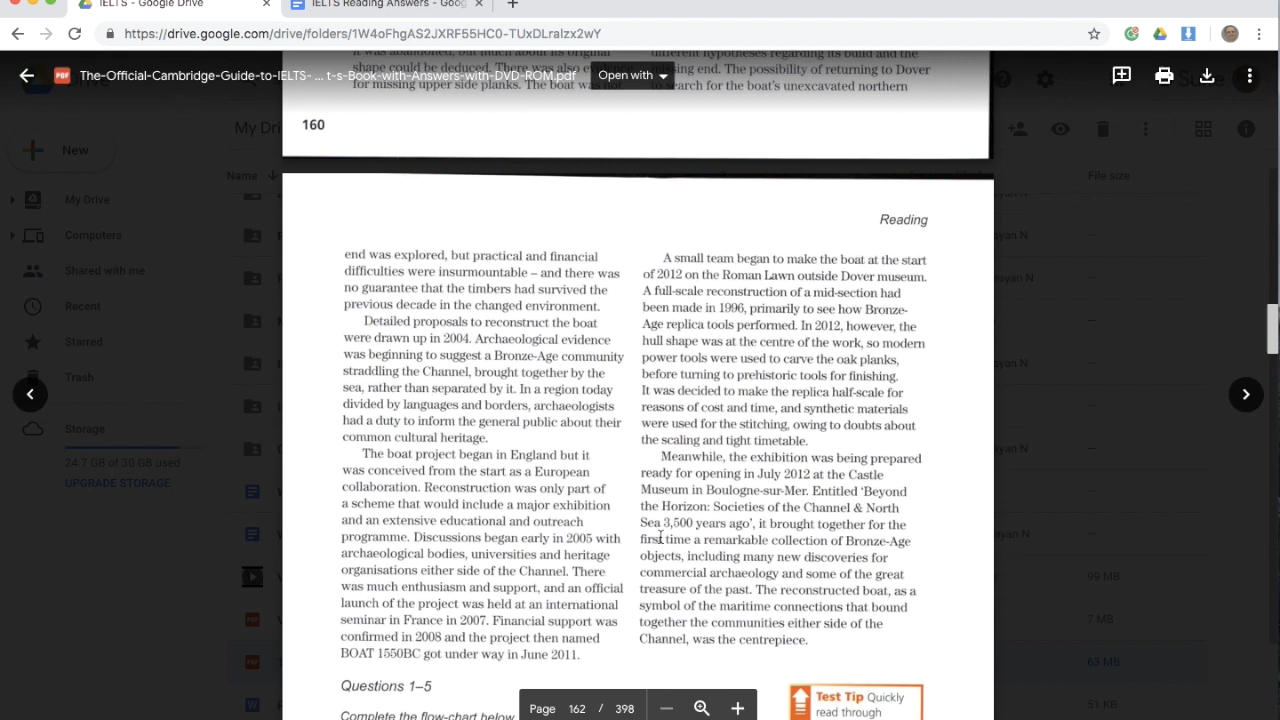 IELTS - Google Drive
IELTS Reading Answers - Goog
https://drive.google.com/drive/folders/1W4oFhgAS2JXRF55HC0-TUxDLraIzx2wY
The-Official-Cambridge-Guide-to-IELTS- ... t-s-Book-with-Answers-with-DVD-ROM.pdf
Open with
it was abandoned, but much about its original
shape could be deduced. There was also evidence
for missing upper side planks. The boat was not
different hypotheses regarding its build and the
missing end. The possibility of returning to Dover
to search for the boat's unexcavated northern
160
My Dri
New
Name
File size
My Drive
Computers
Shared with me
Recent
Starred
Trash
Storage
24.7 GB of 30 GB used
UPGRADE STORAGE
Reading
end was explored, but practical and financial
difficulties were insurmountable – and there was
no guarantee that the timbers had survived the
previous decade in the changed environment.
Detailed proposals to reconstruct the boat
were drawn up in 2004. Archaeological evidence
was beginning to suggest a Bronze-Age community
straddling the Channel, brought together by the
sea, rather than separated by it. In a region today
divided by languages and borders, archaeologists
had a duty to inform the general public about their
common cultural heritage.
The boat project began in England but it
was conceived from the start as a European
collaboration. Reconstruction was only part of
a scheme that would include a major exhibition
and an extensive educational and outreach
programme. Discussions began early in 2005 with
archaeological bodies, universities and heritage
organisations either side of the Channel. There
was much enthusiasm and support, and an official
launch of the project was held at an international
seminar in France in 2007. Financial support was
confirmed in 2008 and the project then named
BOAT 1550BC got under way in June 2011.
A small team began to make the boat at the start
of 2012 on the Roman Lawn outside Dover museum.
A full-scale reconstruction of a mid-section had
been made in 1996, primarily to see how Bronze-
Age replica tools performed. In 2012, however, the
hull shape was at the centre of the work, so modern
power tools were used to carve the oak planks,
before turning to prehistoric tools for finishing.
It was decided to make the replica half-scale for
reasons of cost and time, and synthetic materials
were used for the stitching, owing to doubts about
the scaling and tight timetable.
Meanwhile, the exhibition was being prepared
ready for opening in July 2012 at the Castle
Museum in Boulogne-sur-Mer. Entitled 'Beyond
the Horizon: Societies of the Channel & North
Sea 3,500 years ago', it brought together for the
first time a remarkable collection of Bronze-Age
objects, including many new discoveries for
commercial archaeology and some of the great
treasure of the past. The reconstructed boat, as a
symbol of the maritime connections that bound
together the communities either side of the
Channel, was the centrepiece.
99 MB
7 MB
63 MB
51 KB
Questions 1–5
Complete the flow-chart below
Test Tip Quickly
read through
Page 162 / 398